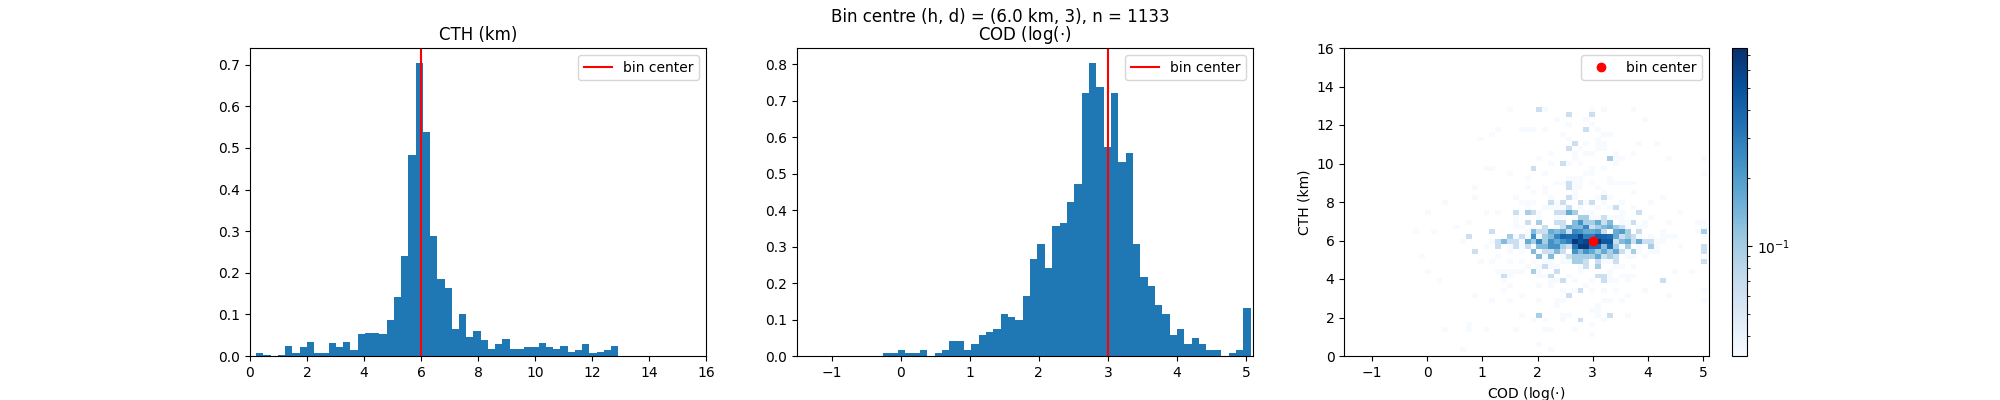 Bin centre (h, d) = (6.0 km, 3), n = 1133
CTH (km)
bin center
0.7
0.6
0.5
0.4
0.3
0.2
0.1
0.0
0 2 4 6 8 10 12 14 16
COD (log(·)
bin center
0.8
0.7
0.6
0.5
0.4
0.3
0.2
0.1
0.0
−1 0 1 2 3 4 5
bin center
CTH (km)
16
14
12
10
8
6
4
2
0
−1 0 1 2 3 4 5
COD (log(·)
10⁻¹